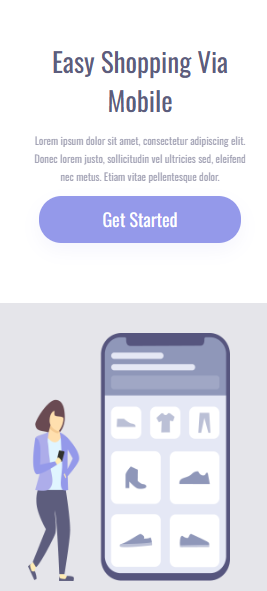 Easy Shopping Via
Mobile
Lorem ipsum dolor sit amet, consectetur adipiscing elit.
Donec lorem justo, sollicitudin vel ultricies sed, eleifend
nec metus. Etiam vitae pellentesque dolor.
Get Started